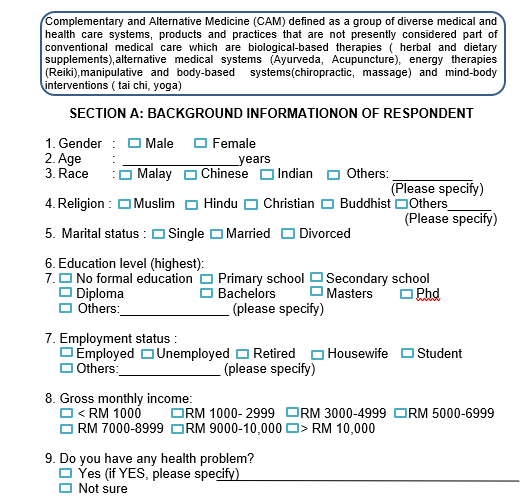 Complementary and Alternative Medicine (CAM) defined as a group of diverse medical and
health care systems, products and practices that are not presently considered part of
conventional medical care which are biological-based therapies ( herbal and dietary
supplements),alternative medical systems (Ayurveda, Acupuncture), energy therapies
(Reiki),manipulative and body-based systems(chiropractic, massage) and mind-body
interventions ( tai chi, yoga)
SECTION A: BACKGROUND INFORMATIONON OF RESPONDENT
1. Gender : Male Female
2. Age : ____________years
3. Race : Malay Chinese Indian Others: __________
(Please specify)
4. Religion : Muslim Hindu Christian Buddhist Others______
(Please specify)
5. Marital status : Single Married Divorced
6. Education level (highest):
7. No formal education Primary school Secondary school
Diploma Bachelors Masters Phd
Others:______________ (please specify)
7. Employment status :
Employed Unemployed Retired Housewife Student
Others:_____________ (please specify)
8. Gross monthly income:
< RM 1000 RM 1000- 2999 RM 3000-4999 RM 5000-6999
RM 7000-8999 RM 9000-10,000 > RM 10,000
9. Do you have any health problem?
Yes (if YES, please specify)____________________
Not sure